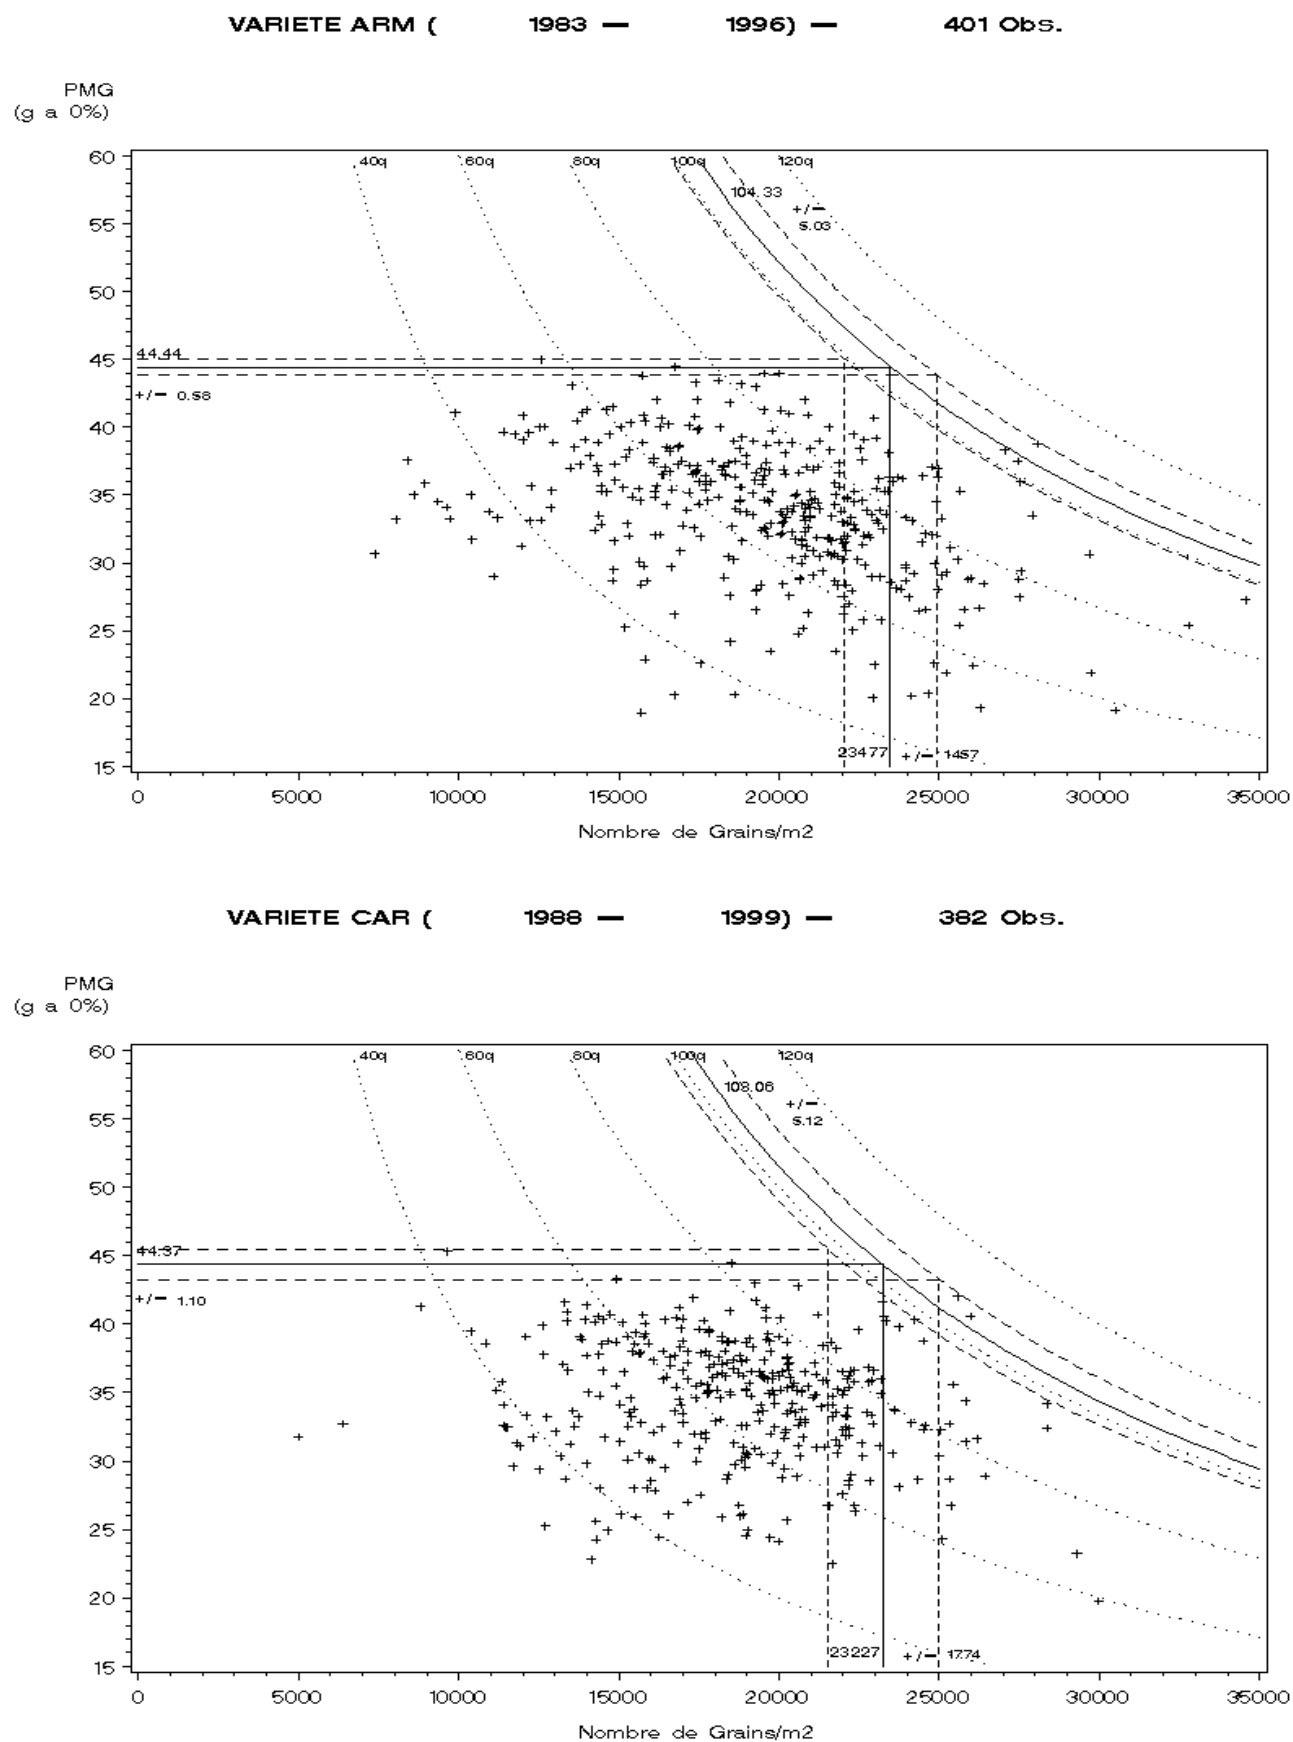 VARIETE ARM ( 1983 — 1996) — 401 Obs.
PMG
(g a 0%)
60
40q
60q
80q
100q
120q
104.33
+/—
5.03
55
50
45
44.44
+/— 0.58
40
35
30
25
20
15
23477
+/— 1457
0 5000 10000 15000 20000 25000 30000 35000
Nombre de Grains/m2
VARIETE CAR ( 1988 — 1999) — 382 Obs.
PMG
(g a 0%)
60
40q
60q
80q
100q
120q
103.06
+/—
5.12
55
50
45
44.37
+/— 1.10
40
35
30
25
20
15
23227
+/— 1774
0 5000 10000 15000 20000 25000 30000 35000
Nombre de Grains/m2